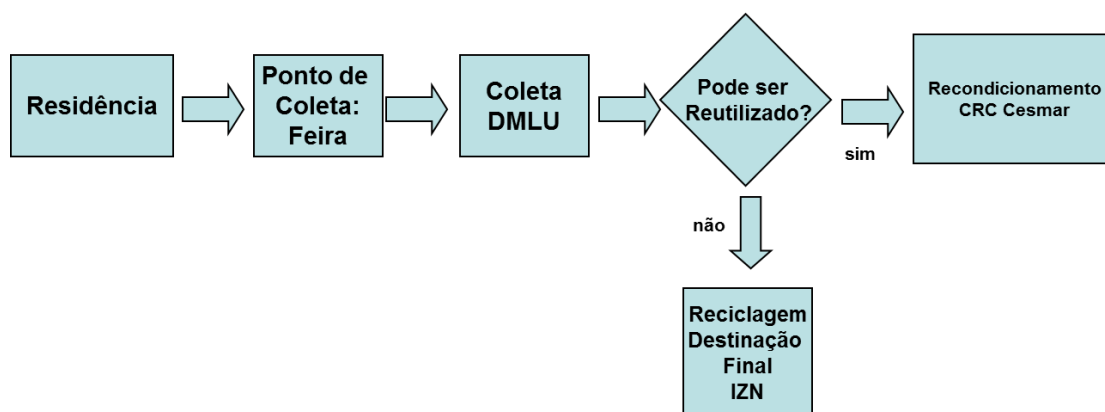 Residência
Ponto de
Coleta:
Feira
Coleta
DMLU
Pode ser
Reutilizado?
sim
Recondicionamento
CRC Cesmar
não
Reciclagem
Destinação
Final
IZN